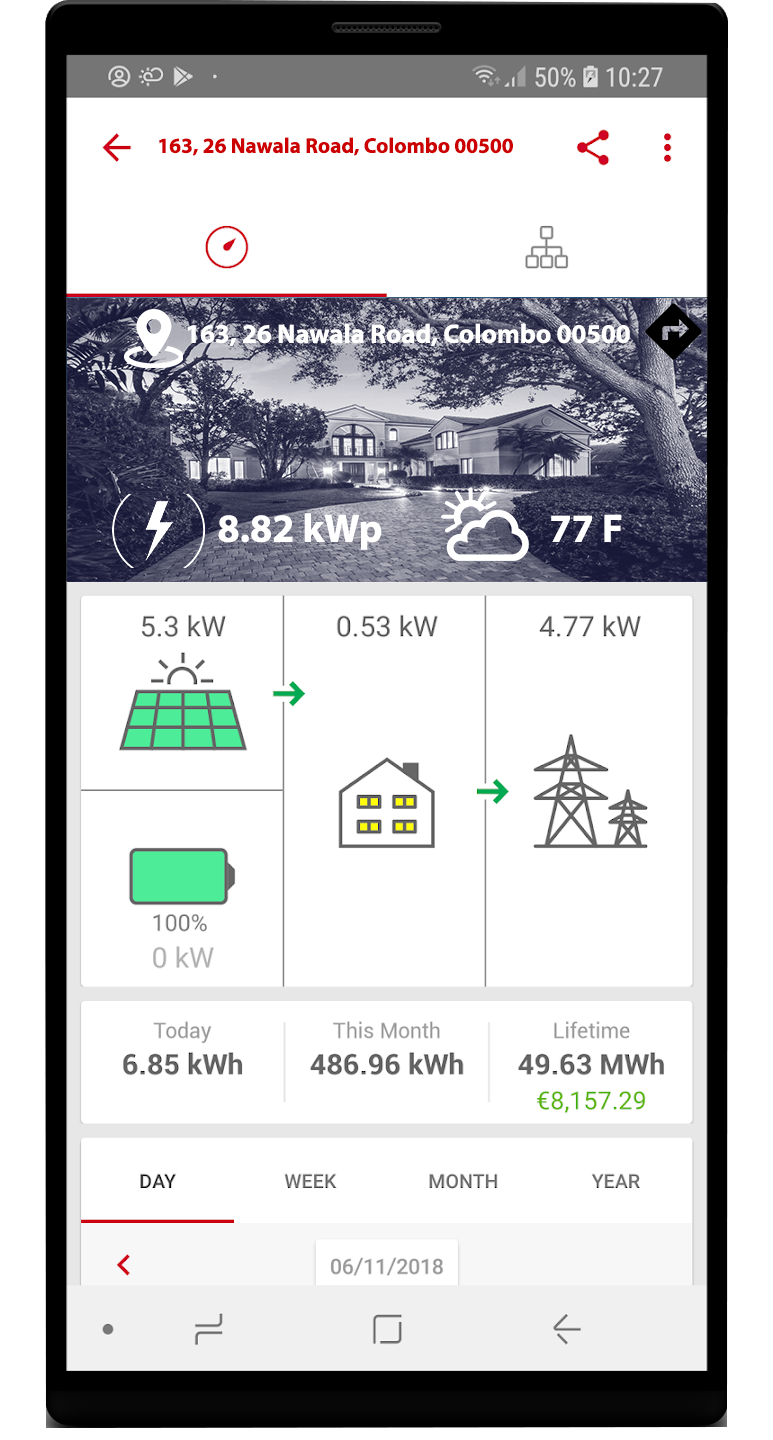 50% 10:27
163, 26 Nawala Road, Colombo 00500
163, 26 Nawala Road, Colombo 00500
8.82 kWp 77 F
5.3 kW 0.53 kW 4.77 kW
100%
0 kW
Today This Month Lifetime
6.85 kWh 486.96 kWh 49.63 MWh
€8,157.29
DAY WEEK MONTH YEAR
06/11/2018